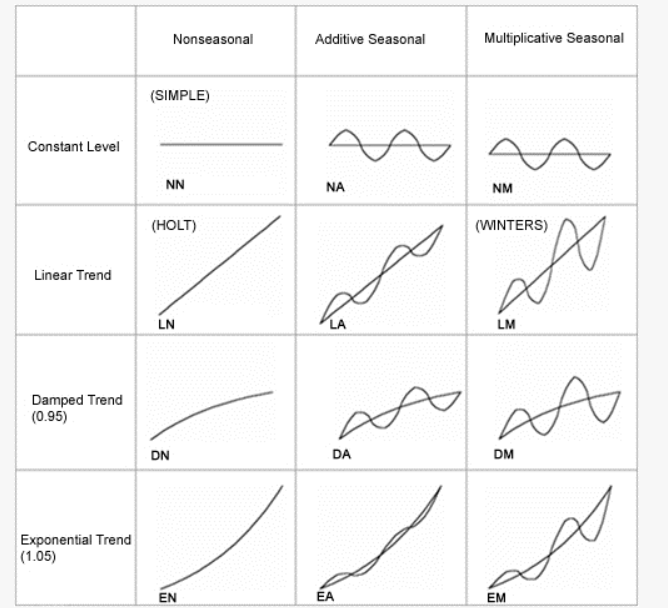 Nonseasonal
Additive Seasonal
Multiplicative Seasonal
Constant Level
(SIMPLE)
NN
NA
NM
Linear Trend
(HOLT)
LN
LA
(WINTERS)
LM
Damped Trend
(0.95)
DN
DA
DM
Exponential Trend
(1.05)
EN
EA
EM